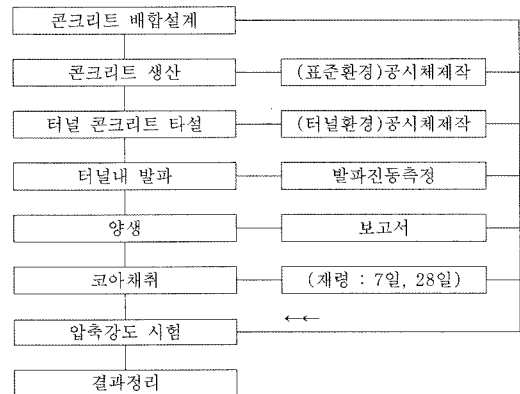 콘크리트 배합설계
콘크리트 생산
(표준환경)공시체제작
터널 콘크리트 타설
(터널환경)공시체제작
터널내 발파
발파진동측정
양생
보고서
코아채취
(재령 : 7일, 28일)
←←
압축강도 시험
결과정리